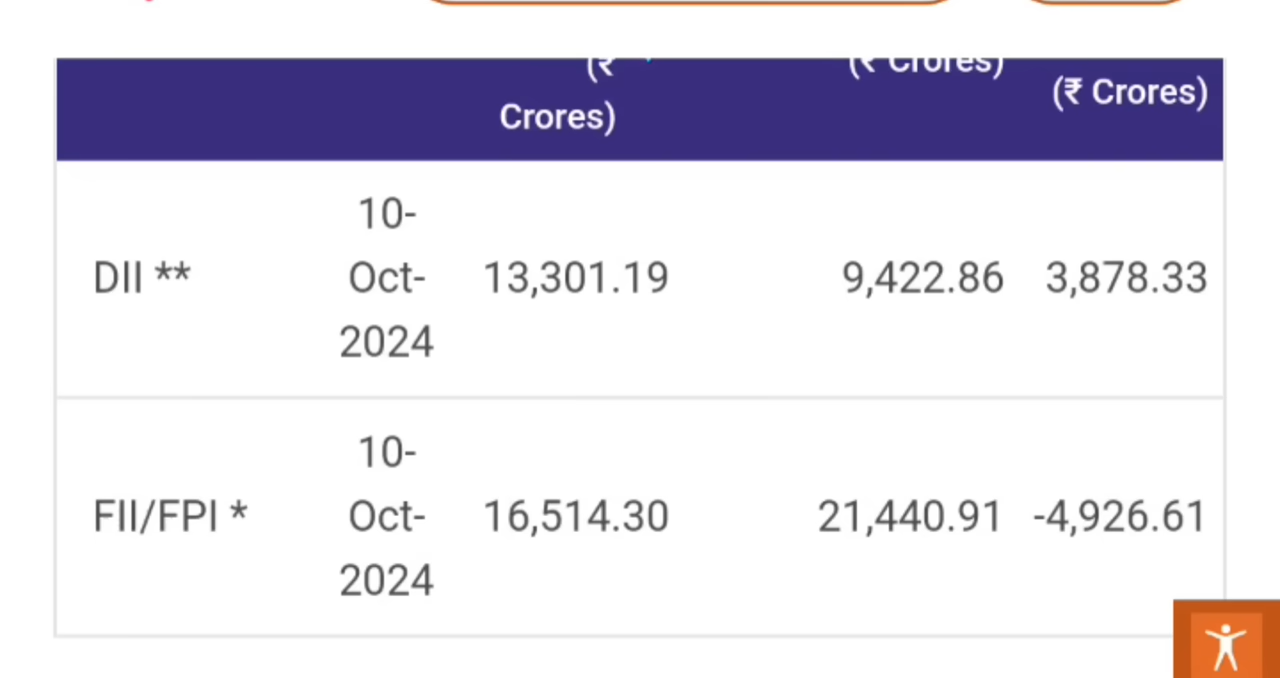 (₹ Crores)
(₹ Crores)
(₹ Crores)
DII ** 10-Oct-2024 13,301.19 9,422.86 3,878.33
FII/FPI * 10-Oct-2024 16,514.30 21,440.91 -4,926.61